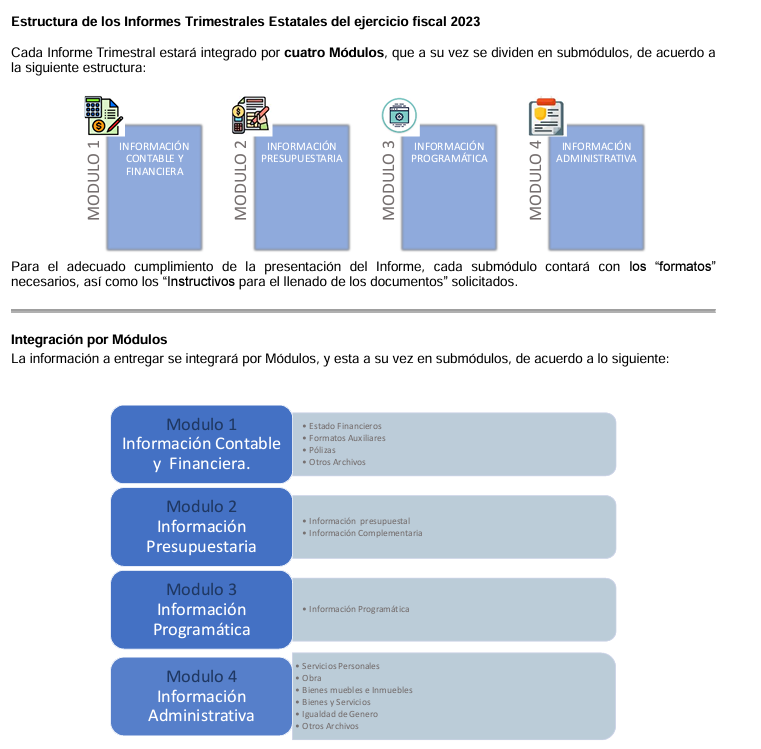 Estructura de los Informes Trimestrales Estatales del ejercicio fiscal 2023
Cada Informe Trimestral estará integrado por cuatro Módulos, que a su vez se dividen en submódulos, de acuerdo a
la siguiente estructura:
MODULO 1
INFORMACIÓN
CONTABLE Y
FINANCIERA
MODULO 2
INFORMACIÓN
PRESUPUESTARIA
MODULO 3
INFORMACIÓN
PROGRAMÁTICA
MODULO 4
INFORMACIÓN
ADMINISTRATIVA
Para el adecuado cumplimiento de la presentación del Informe, cada submódulo contará con los “formatos”
necesarios, así como los “Instructivos para el llenado de los documentos” solicitados.
Integración por Módulos
La información a entregar se integrará por Módulos, y esta a su vez en submódulos, de acuerdo a lo siguiente:
Modulo 1
Información Contable
y Financiera.
• Estado Financieros
• Formatos Auxiliares
• Pólizas
• Otros Archivos
Modulo 2
Información
Presupuestaria
• Información presupuestal
• Información Complementaria
Modulo 3
Información
Programática
• Información Programática
Modulo 4
Información
Administrativa
• Servicios Personales
• Obra
• Bienes muebles e Inmuebles
• Bienes y Servicios
• Igualdad de Genero
• Otros Archivos